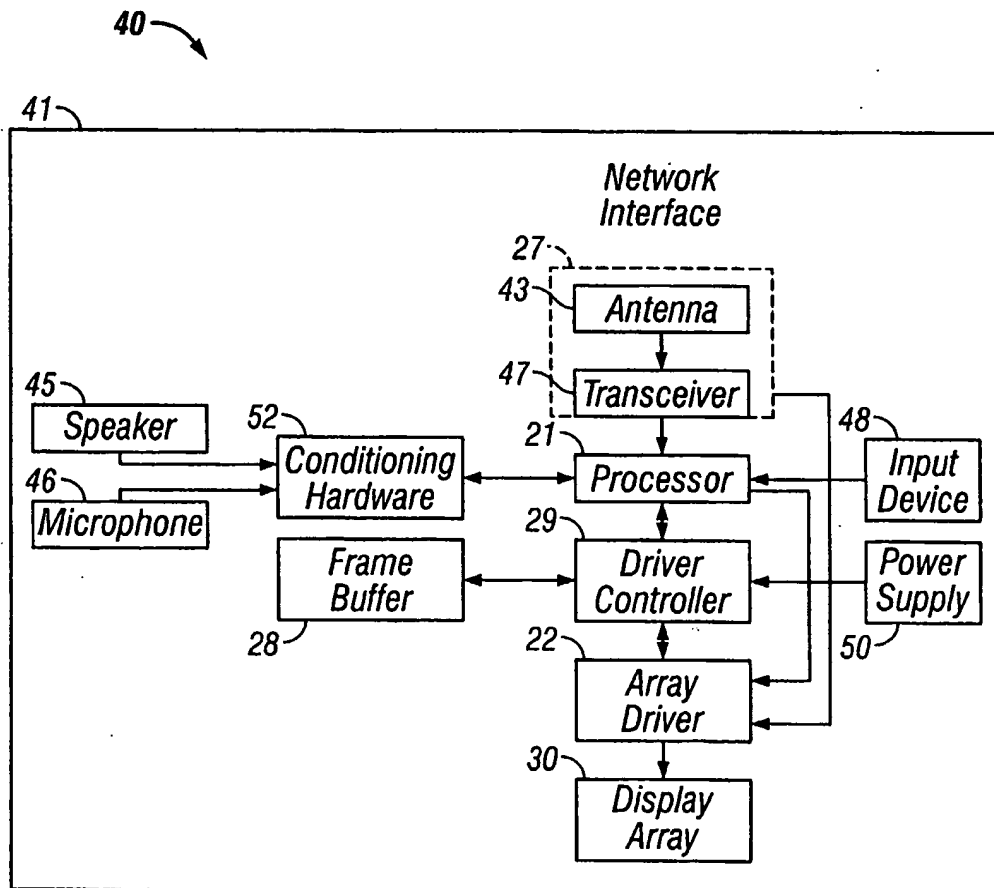 40
41
Network
Interface
27
43
Antenna
47
Transceiver
45
Speaker
52
Conditioning
Hardware
21
Processor
48
Input
Device
46
Microphone
29
Driver
Controller
Frame
Buffer
28
Power
Supply
50
22
Array
Driver
30
Display
Array